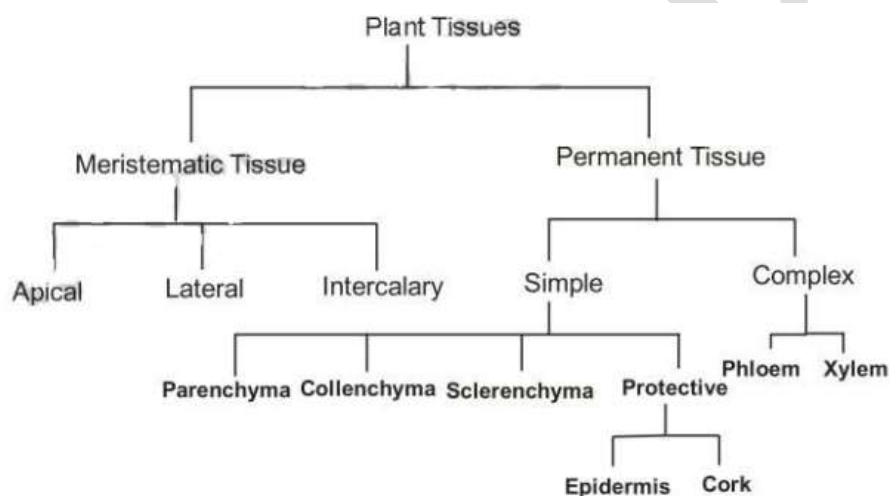 Plant Tissues
Meristematic Tissue
Permanent Tissue
Apical
Lateral
Intercalary
Simple
Complex
Parenchyma
Collenchyma
Sclerenchyma
Protective
Phloem
Xylem
Epidermis
Cork